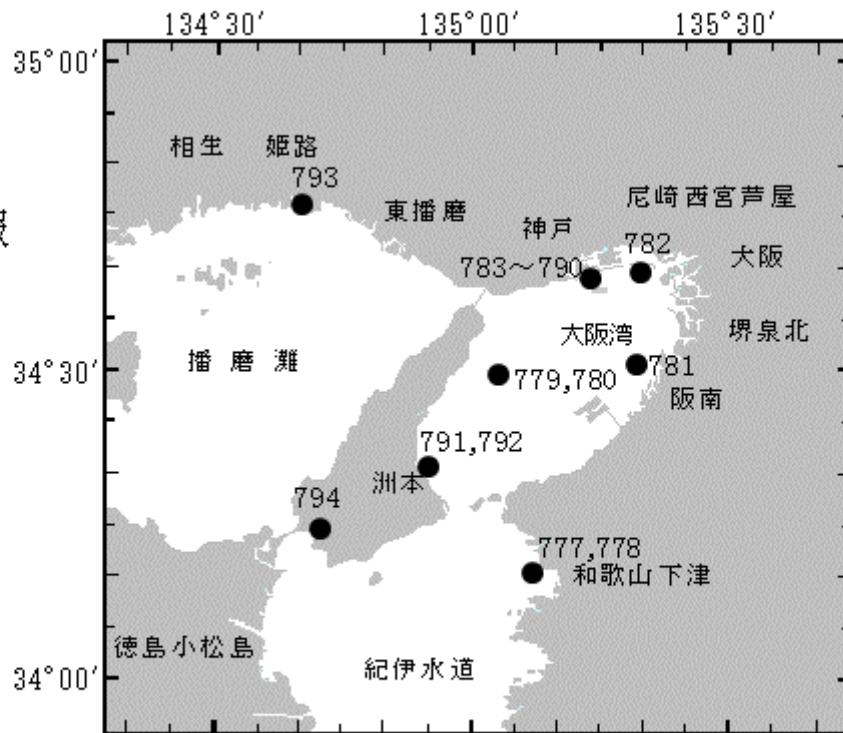 134°30′ 135°00′ 135°30′
35°00′
相生 姫路
793
尼崎西宮芦屋
東播磨
神戸
782
大阪
783～790
堺泉北
大阪湾
34°30′
播磨灘
781
779,780
阪南
791,792
洲本
794
777,778
和歌山下津
徳島小松島
紀伊水道
34°00′